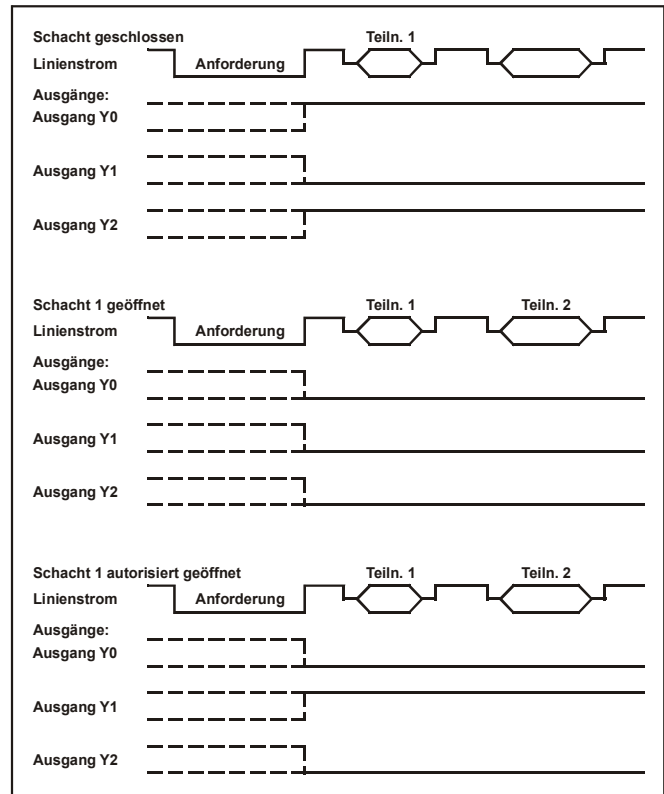 Schacht geschlossen Teiln. 1
Linienstrom Anforderung
Ausgänge:
Ausgang Y0
Ausgang Y1
Ausgang Y2
Schacht 1 geöffnet Teiln. 1 Teiln. 2
Linienstrom Anforderung
Ausgänge:
Ausgang Y0
Ausgang Y1
Ausgang Y2
Schacht 1 autorisiert geöffnet Teiln. 1 Teiln. 2
Linienstrom Anforderung
Ausgänge:
Ausgang Y0
Ausgang Y1
Ausgang Y2